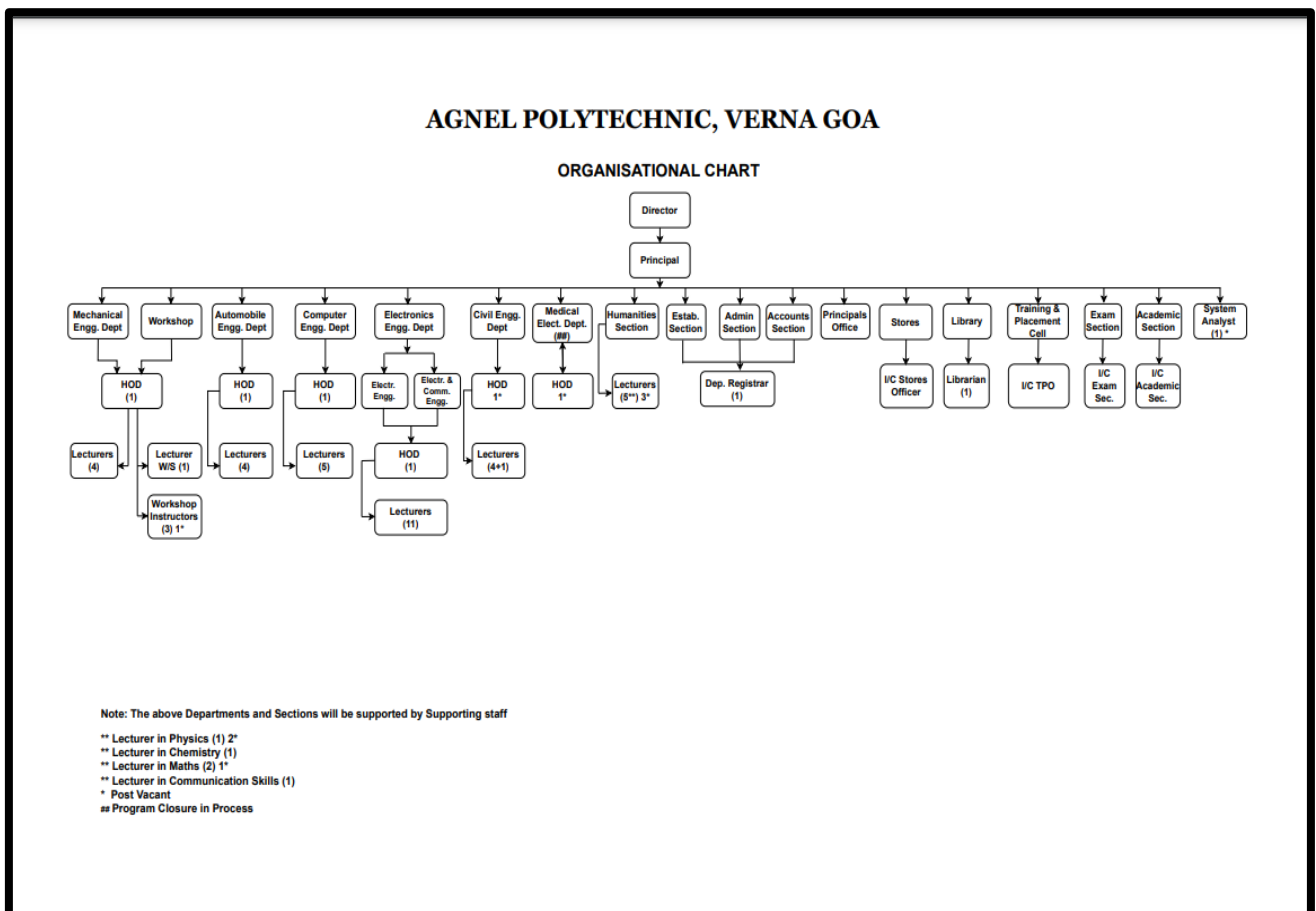 AGNEL POLYTECHNIC, VERNA GOA
ORGANISATIONAL CHART
Director
Principal
Mechanical
Engg. Dept
Workshop
Automobile
Engg. Dept
Computer
Engg. Dept
Electronics
Engg. Dept
Civil Engg.
Dept
Medical
Elect. Dept.
(##)
Humanities
Section
Estab.
Section
Admin
Section
Accounts
Section
Principals
Office
Stores
Library
Training &
Placement
Cell
Exam
Section
Academic
Section
System
Analyst
(1) *
HOD
(1)
HOD
(1)
HOD
(1)
Electr.
Engg.
Electr. &
Comm.
Engg.
HOD
1*
HOD
1*
Lecturers
(5**) 3*
Dep. Registrar
(1)
I/C Stores
Officer
Librarian
(1)
I/C TPO
I/C
Exam
Sec.
I/C
Academic
Sec.
Lecturers
(4)
Lecturer
W/S (1)
Lecturers
(4)
Lecturers
(5)
HOD
(1)
Lecturers
(4+1)
Workshop
Instructors
(3) 1*
Lecturers
(11)
Note: The above Departments and Sections will be supported by Supporting staff
** Lecturer in Physics (1) 2*
** Lecturer in Chemistry (1)
** Lecturer in Maths (2) 1*
** Lecturer in Communication Skills (1)
* Post Vacant
## Program Closure in Process